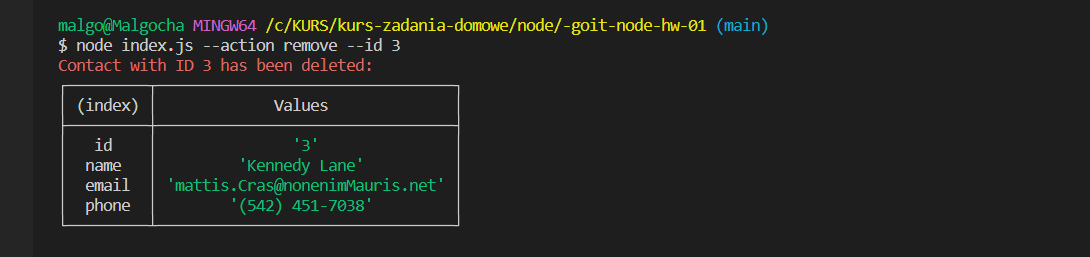 malgo@Malgocha MINGW64 /c/KURS/kurs-zadania-domowe/node/-goit-node-hw-01 (main)
$ node index.js --action remove --id 3
Contact with ID 3 has been deleted:
(index) Values
id '3'
name 'Kennedy Lane'
email 'mattis.Cras@nonenimMauris.net'
phone '(542) 451-7038'